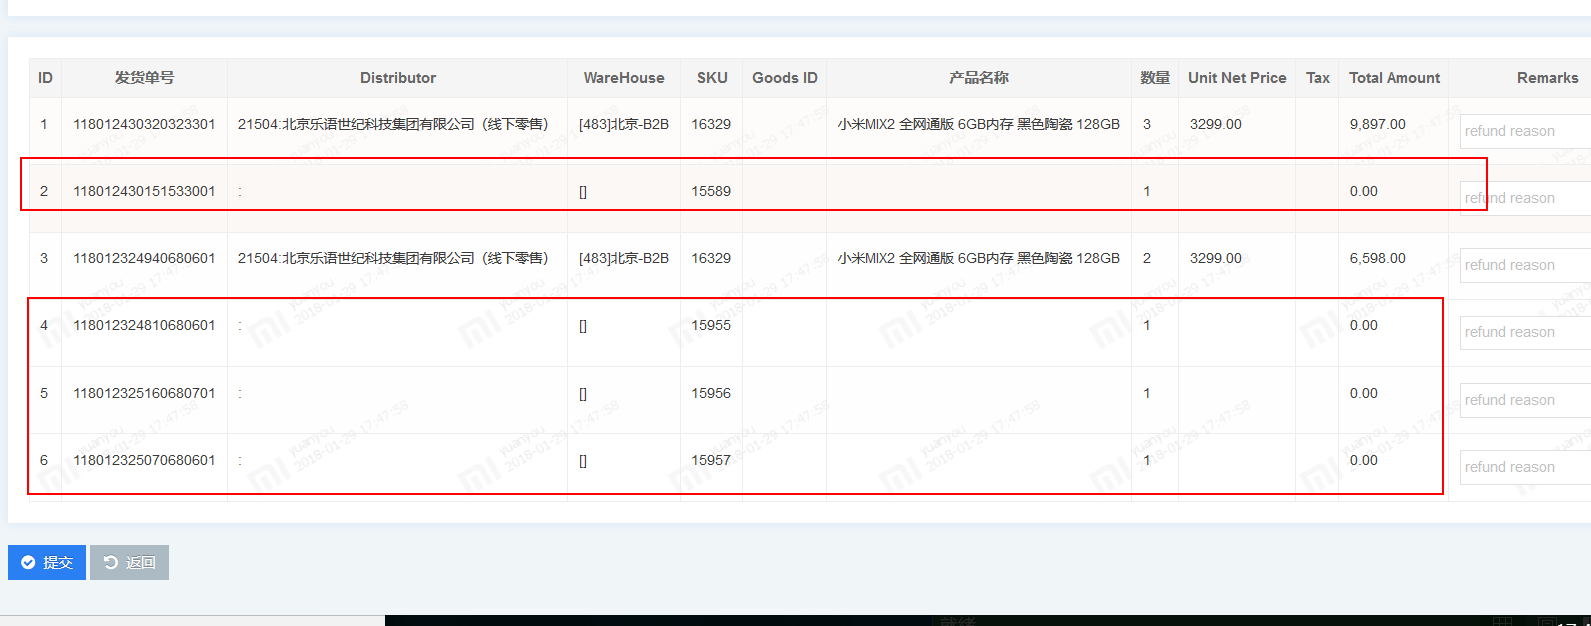 ID 发货单号 Distributor WareHouse SKU Goods ID 产品名称 数量 Unit Net Price Tax Total Amount Remarks
1 118012430320323301 21504:北京乐语世纪科技集团有限公司（线下零售） [483]北京-B2B 16329 小米MIX2 全网通版 6GB内存 黑色陶瓷 128GB 3 3299.00 9,897.00 refund reason
2 118012430151533001 : [] 15589 1 0.00 refund reason
3 118012324940680601 21504:北京乐语世纪科技集团有限公司（线下零售） [483]北京-B2B 16329 小米MIX2 全网通版 6GB内存 黑色陶瓷 128GB 2 3299.00 6,598.00 refund reason
4 118012324810680601 : [] 15955 1 0.00 refund reason
5 118012325160680701 : [] 15956 1 0.00 refund reason
6 118012325070680601 : [] 15957 1 0.00 refund reason
yuanyou
2018-01-29 17:47:58
提交 返回